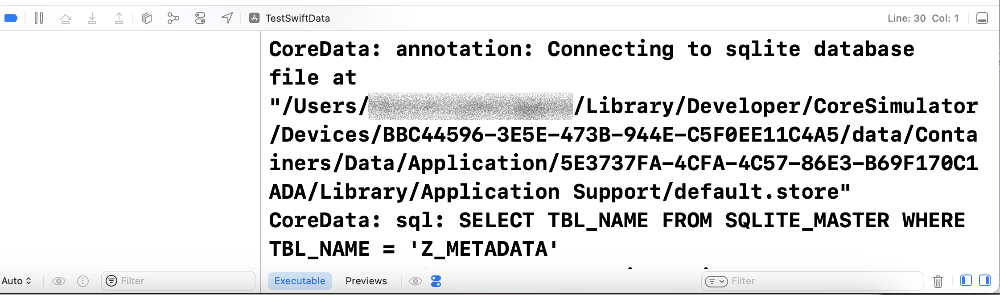 TestSwiftData
Line: 30 Col: 1
CoreData: annotation: Connecting to sqlite database
file at
"/Users/ /Library/Developer/CoreSimulator
/Devices/BBC44596-3E5E-473B-944E-C5F0EE11C4A5/data/Conta
iners/Data/Application/5E3737FA-4CFA-4C57-86E3-B69F170C1
ADA/Library/Application Support/default.store"
CoreData: sql: SELECT TBL_NAME FROM SQLITE_MASTER WHERE
TBL_NAME = 'Z_METADATA'
Auto
Filter
Executable
Previews
Filter